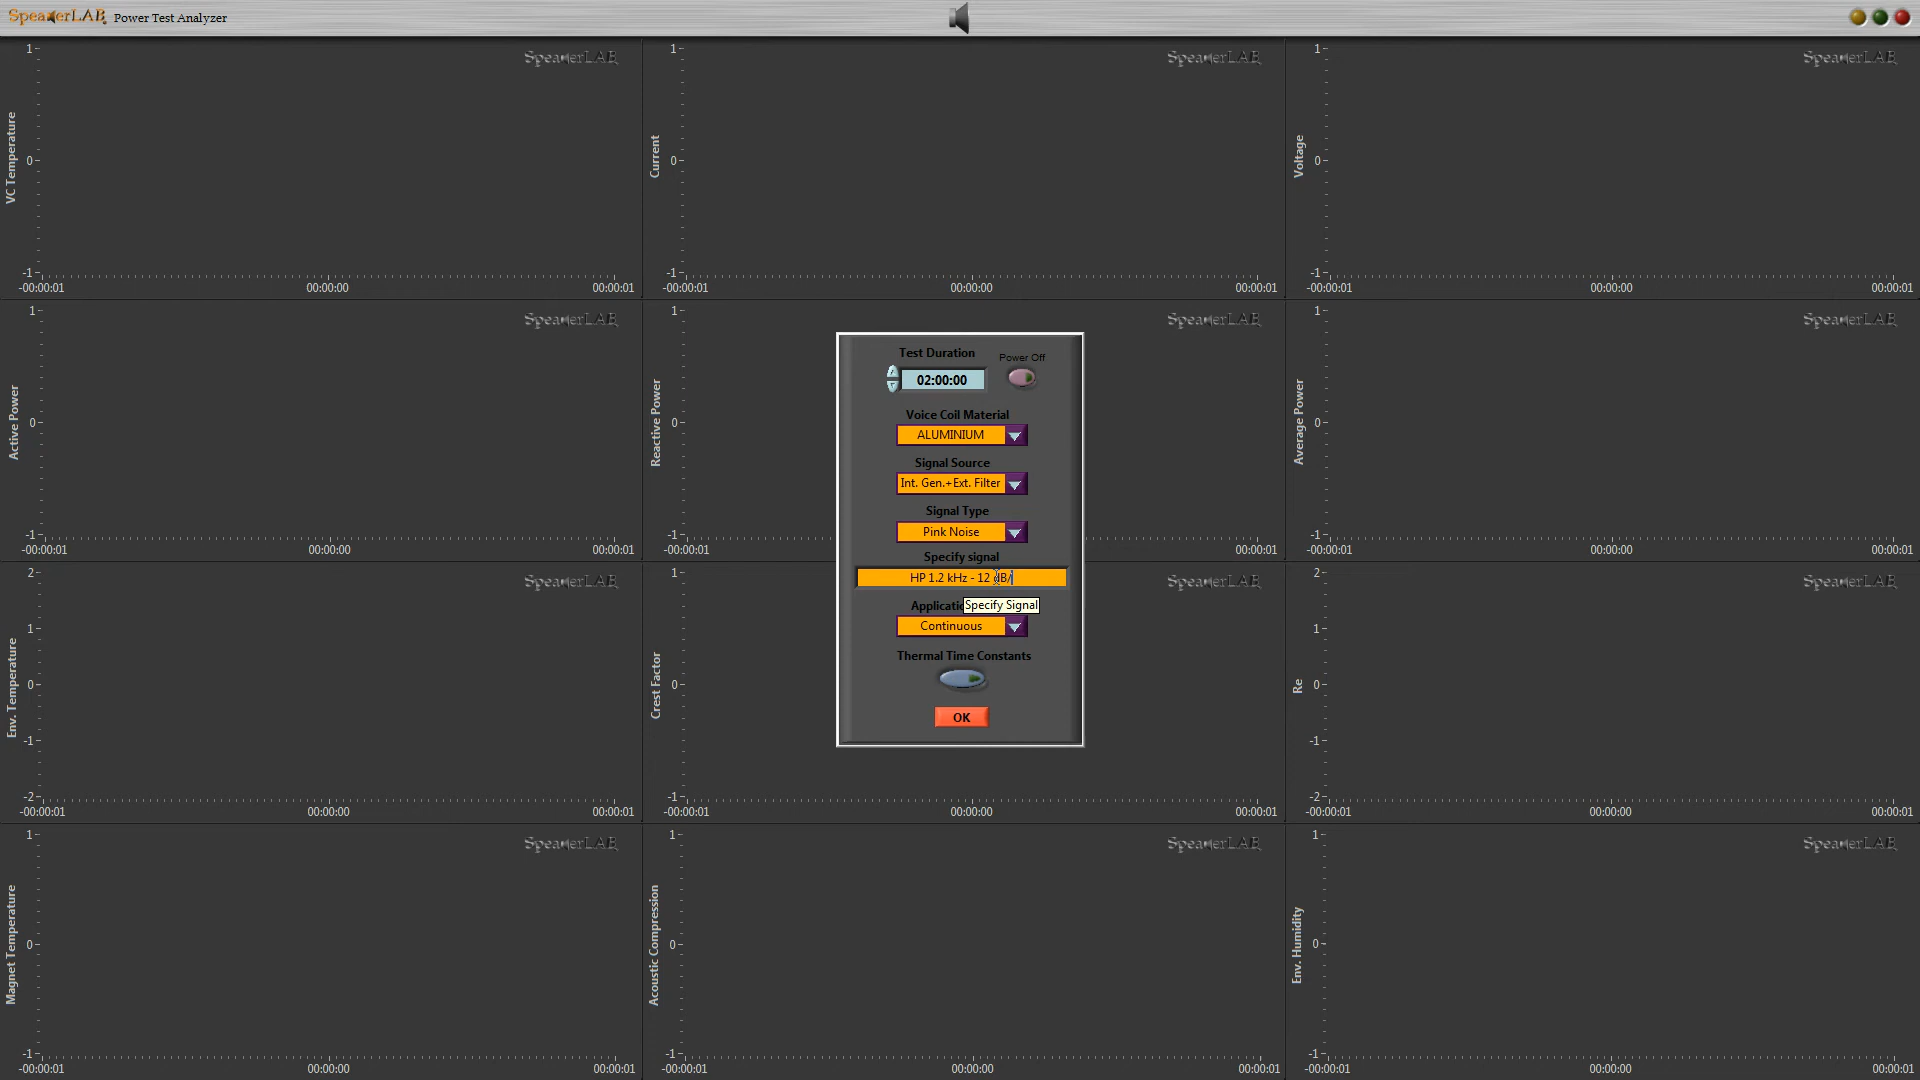 SpeakerLAB Power Test Analyzer
VC Temperature
1
0
-1
-00:00:01 00:00:00 00:00:01
SpeakerLAB
Current
1
0
-1
-00:00:01 00:00:00 00:00:01
SpeakerLAB
Voltage
1
0
-1
-00:00:01 00:00:00 00:00:01
SpeakerLAB
Active Power
1
0
-1
-00:00:01 00:00:00 00:00:01
SpeakerLAB
Reactive Power
1
0
-1
-00:00:01 00:00:01
SpeakerLAB
Average Power
1
0
-1
-00:00:01 00:00:00 00:00:01
SpeakerLAB
Test Duration
Power Off
02:00:00
Voice Coil Material
ALUMINIUM
Signal Source
Int. Gen.+Ext. Filter
Signal Type
Pink Noise
Specify signal
HP 1.2 kHz - 12 dB/
Applicatio
Specify Signal
Continuous
Thermal Time Constants
OK
Env. Temperature
2
1
0
-1
-2
-00:00:01 00:00:00 00:00:01
SpeakerLAB
Crest Factor
1
0
-1
-00:00:01 00:00:00 00:00:01
SpeakerLAB
Re
2
1
0
-1
-2
-00:00:01 00:00:00 00:00:01
SpeakerLAB
Magnet Temperature
1
0
-1
-00:00:01 00:00:00 00:00:01
SpeakerLAB
Acoustic Compression
1
0
-1
-00:00:01 00:00:00 00:00:01
SpeakerLAB
Env. Humidity
1
0
-1
-00:00:01 00:00:00 00:00:01
SpeakerLAB